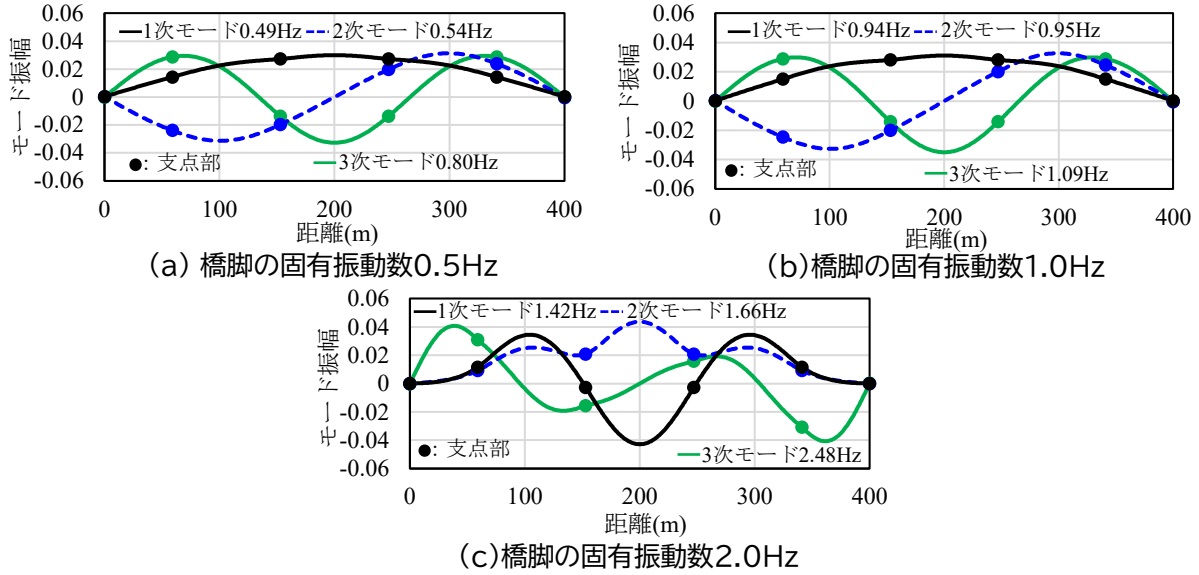 0.06
0.04
0.02
0
-0.02
-0.04
-0.06
モード振幅
1次モード0.49Hz
2次モード0.54Hz
●: 支点部
3次モード0.80Hz
0
100
200
300
400
距離(m)
(a) 橋脚の固有振動数0.5Hz
0.06
0.04
0.02
0
-0.02
-0.04
-0.06
モード振幅
1次モード0.94Hz
2次モード0.95Hz
●: 支点部
3次モード1.09Hz
0
100
200
300
400
距離(m)
(b)橋脚の固有振動数1.0Hz
0.06
0.04
0.02
0
-0.02
-0.04
-0.06
モード振幅
1次モード1.42Hz
2次モード1.66Hz
●: 支点部
3次モード2.48Hz
0
100
200
300
400
距離(m)
(c)橋脚の固有振動数2.0Hz